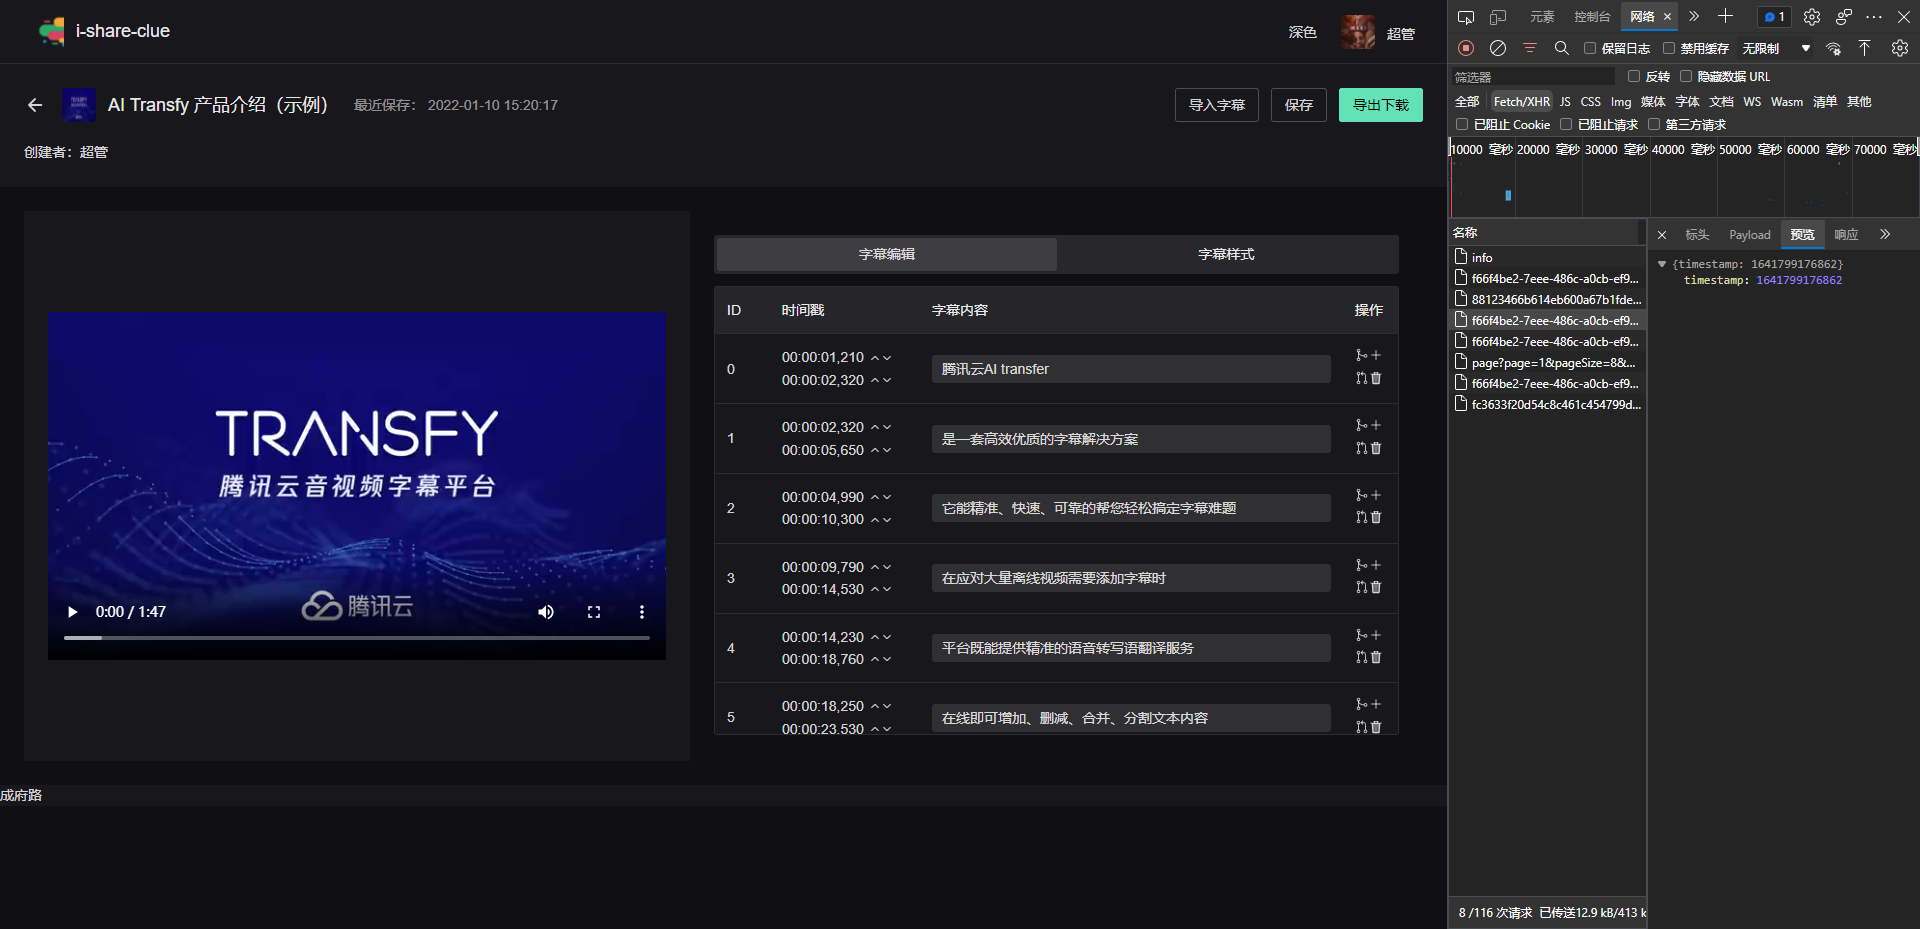 i-share-clue
深色
超管
AI Transfy 产品介绍（示例）
最近保存： 2022-01-10 15:20:17
导入字幕
保存
导出下载
创建者：超管
TRANSFY
腾讯云音视频字幕平台
腾讯云
0:00 / 1:47
字幕编辑
字幕样式
ID
时间戳
字幕内容
操作
0
00:00:01,210
00:00:02,320
腾讯云AI transfer
1
00:00:02,320
00:00:05,650
是一套高效优质的字幕解决方案
2
00:00:04,990
00:00:10,300
它能精准、快速、可靠的帮您轻松搞定字幕难题
3
00:00:09,790
00:00:14,530
在应对大量离线视频需要添加字幕时
4
00:00:14,230
00:00:18,760
平台既能提供精准的语音转写语翻译服务
5
00:00:18,250
00:00:23,530
在线即可增加、删减、合并、分割文本内容
成府路
元素
控制台
网络
1
保留日志
禁用缓存
无限制
筛选器
反转
隐藏数据 URL
全部
Fetch/XHR
JS
CSS
Img
媒体
字体
文档
WS
Wasm
清单
其他
已阻止 Cookie
已阻止请求
第三方请求
10000 毫秒
20000 毫秒
30000 毫秒
40000 毫秒
50000 毫秒
60000 毫秒
70000 毫秒
名称
info
f66f4be2-7eee-486c-a0cb-ef9...
88123466b614eb600a67b1fde...
f66f4be2-7eee-486c-a0cb-ef9...
f66f4be2-7eee-486c-a0cb-ef9...
page?page=1&pageSize=8&...
f66f4be2-7eee-486c-a0cb-ef9...
fc3633f20d54c8c461c454799d...
标头
Payload
预览
响应
{timestamp: 1641799176862}
timestamp: 1641799176862
8 /116 次请求 已传送12.9 kB/413 k